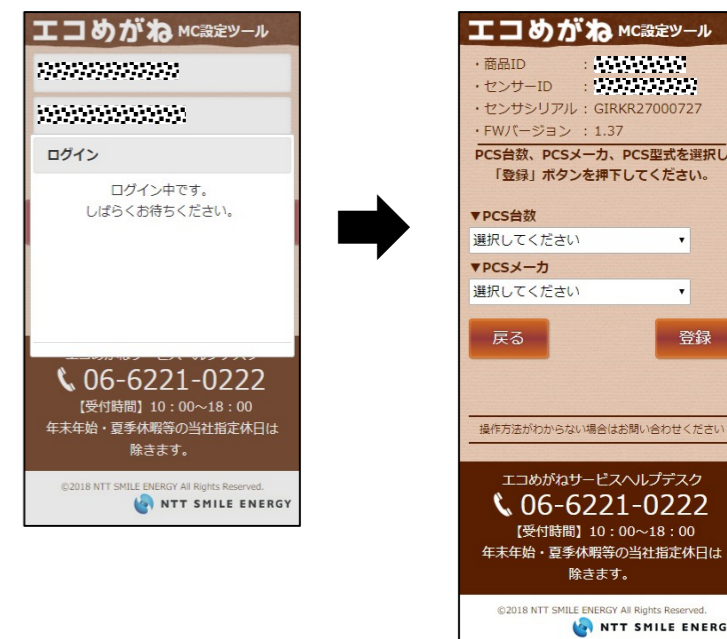 エコめがね MC設定ツール
ログイン
ログイン中です。
しばらくお待ちください。
06-6221-0222
【受付時間】10:00～18:00
年末年始・夏季休暇等の当社指定休日は
除きます。
©2018 NTT SMILE ENERGY All Rights Reserved.
NTT SMILE ENERGY
エコめがね MC設定ツール
・商品ID :
・センサーID :
・センサシリアル : GIRKR27000727
・FWバージョン : 1.37
PCS台数、PCSメーカ、PCS型式を選択し
「登録」ボタンを押下してください。
▼PCS台数
選択してください
▼PCSメーカ
選択してください
戻る 登録
操作方法がわからない場合はお問い合わせください
エコめがねサービスヘルプデスク
06-6221-0222
【受付時間】10:00～18:00
年末年始・夏季休暇等の当社指定休日は
除きます。
©2018 NTT SMILE ENERGY All Rights Reserved.
NTT SMILE ENERG